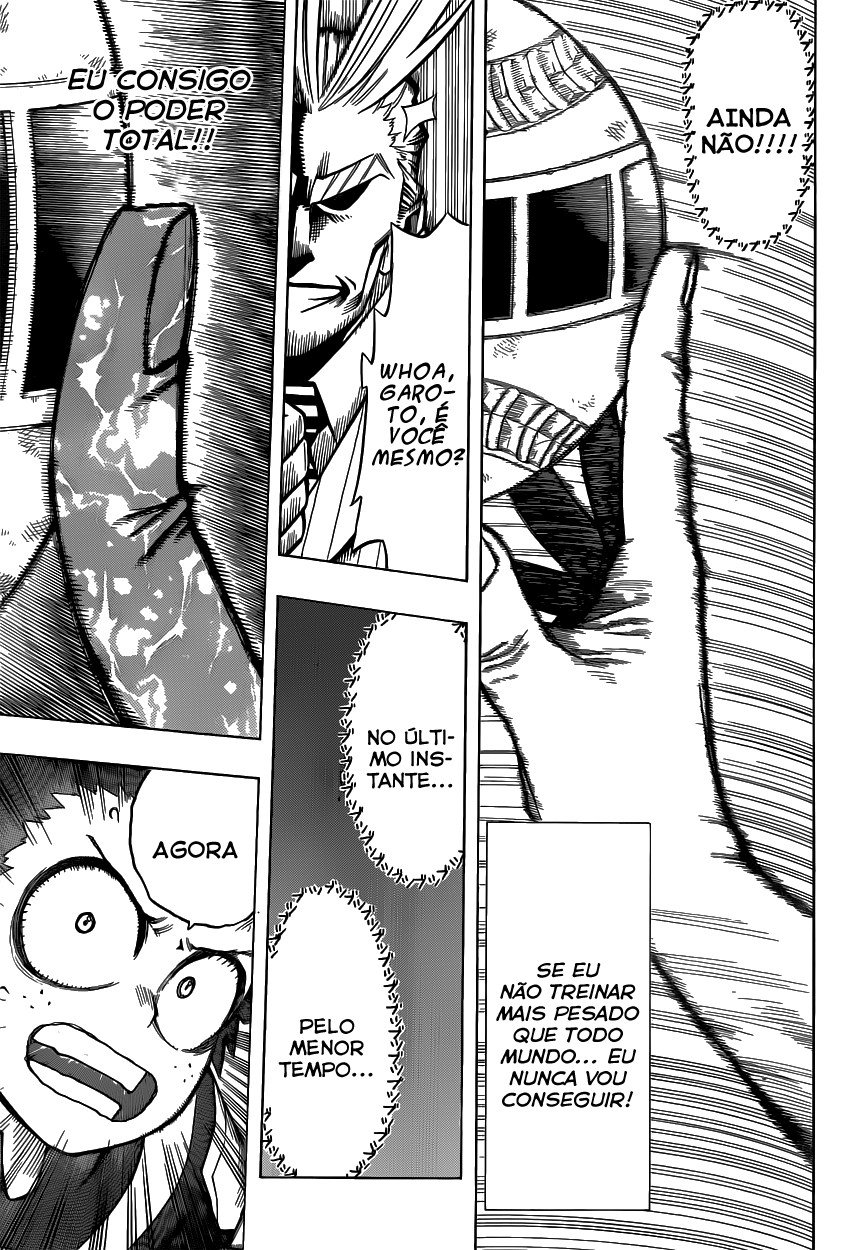 AINDA
NÃO!!!!
SE EU
NÃO TREINAR
MAIS PESADO
QUE TODO
MUNDO... EU
NUNCA VOU
CONSEGUIR!
WHOA,
GARO-
TO, É
VOCÊ
MESMO?
NO ÚLTI-
MO INS-
TANTE...
PELO
MENOR
TEMPO...
EU CONSIGO
O PODER
TOTAL!!
AGORA